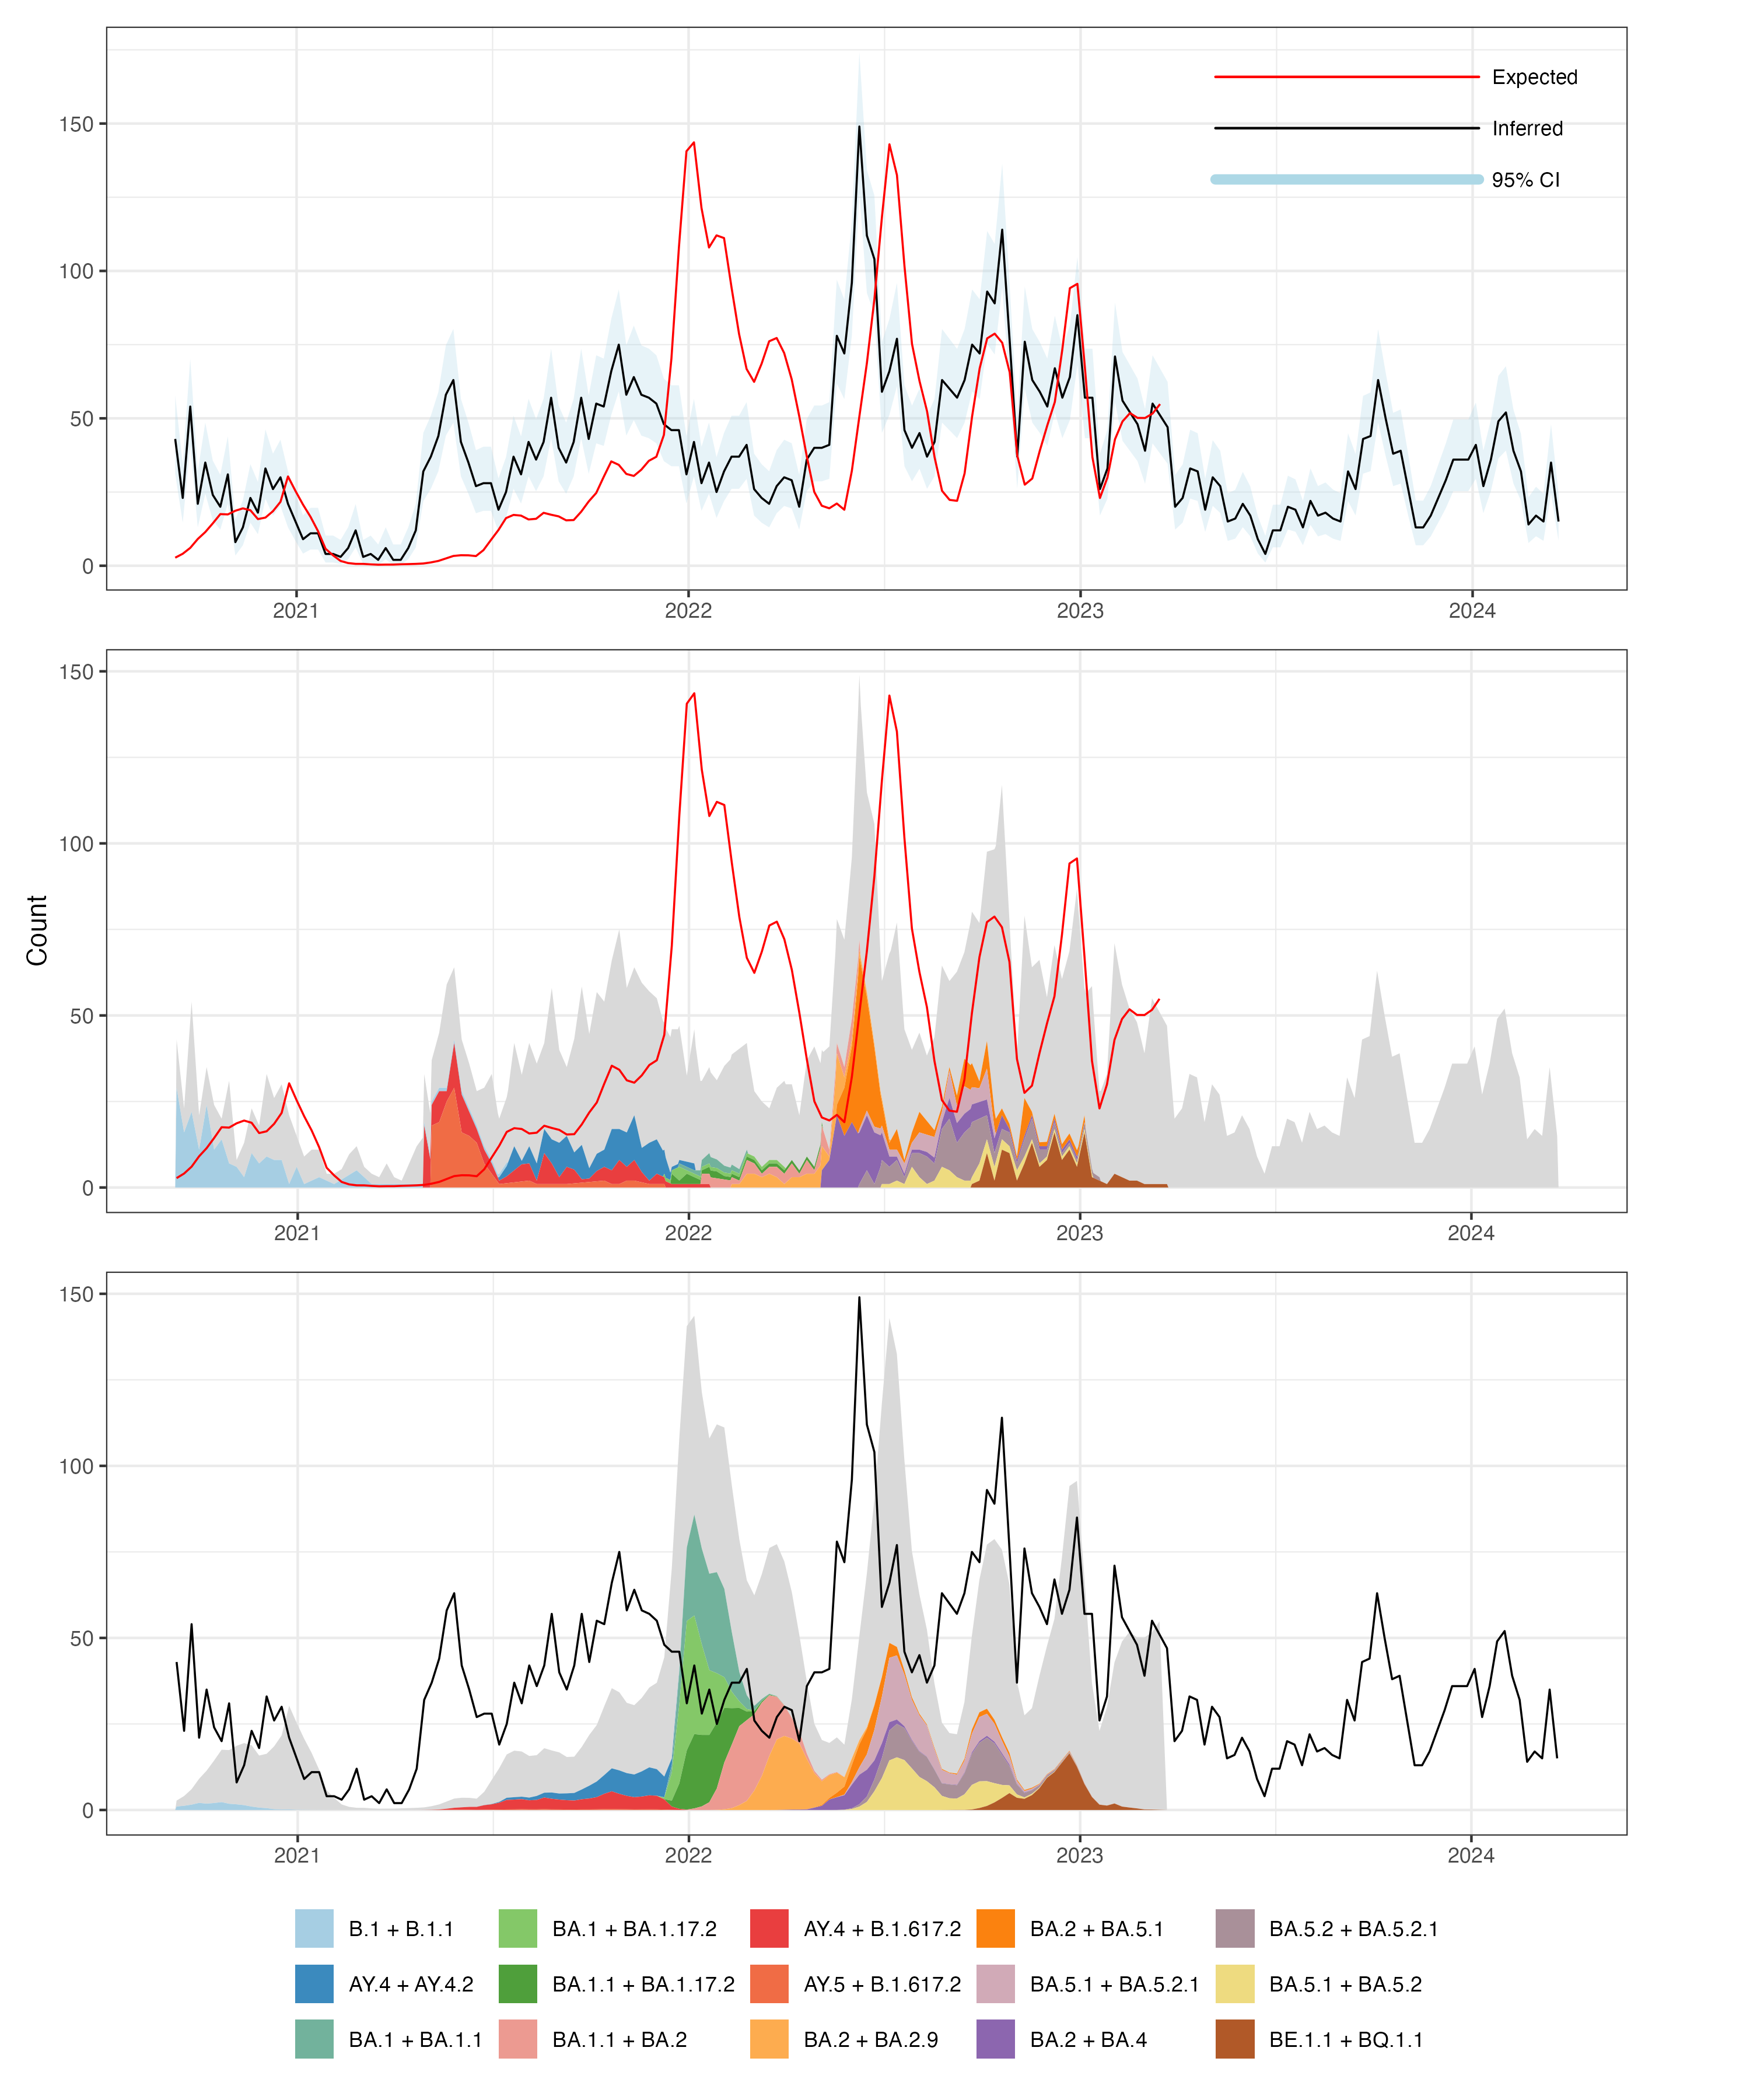 150
100
50
0
Expected
Inferred
95% CI
2021 2022 2023 2024
Count
150
100
50
0
2021 2022 2023 2024
150
100
50
0
2021 2022 2023 2024
B.1 + B.1.1 BA.1 + BA.1.17.2 AY.4 + B.1.617.2 BA.2 + BA.5.1 BA.5.2 + BA.5.2.1
AY.4 + AY.4.2 BA.1.1 + BA.1.17.2 AY.5 + B.1.617.2 BA.5.1 + BA.5.2.1 BA.5.1 + BA.5.2
BA.1 + BA.1.1 BA.1.1 + BA.2 BA.2 + BA.2.9 BA.2 + BA.4 BE.1.1 + BQ.1.1